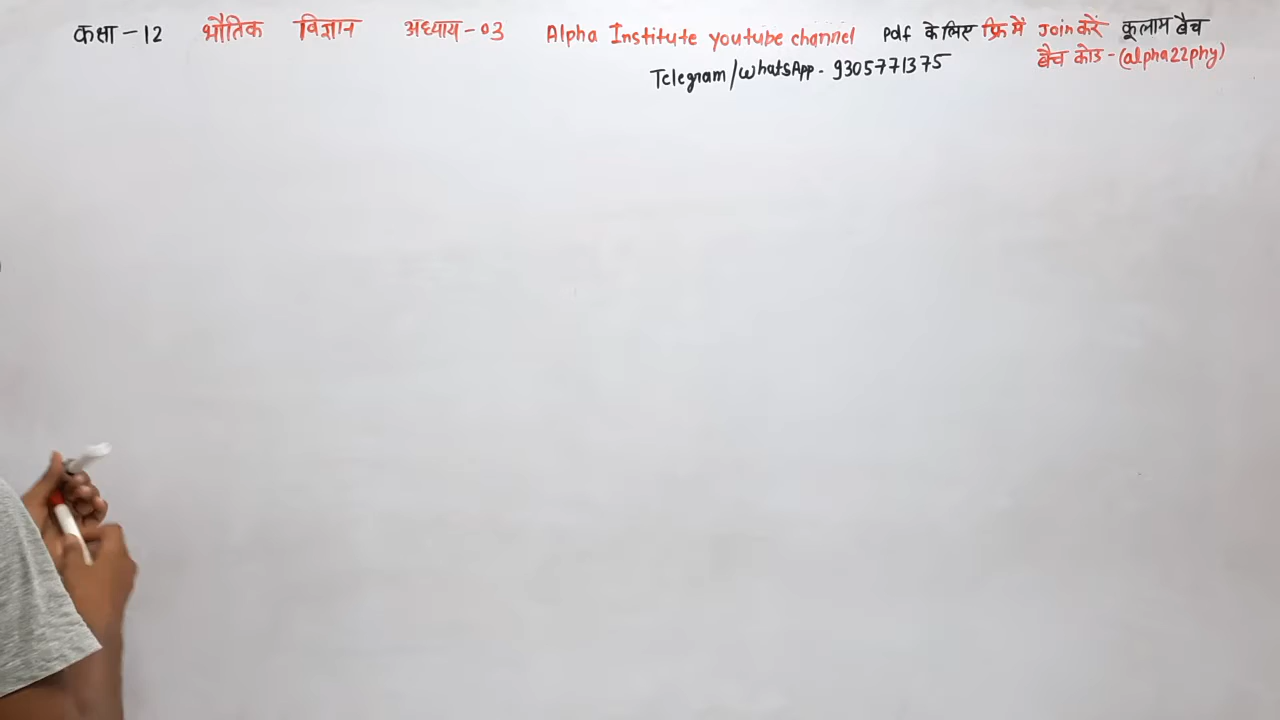 कक्षा - 12 भौतिक विज्ञान अध्याय - 03 Alpha Institute youtube channel Pdf के लिए फ्रि में Join करें कूलाम बैच
Telegram/whatsApp - 9305771375 बैच कोड - (alpha22phy)